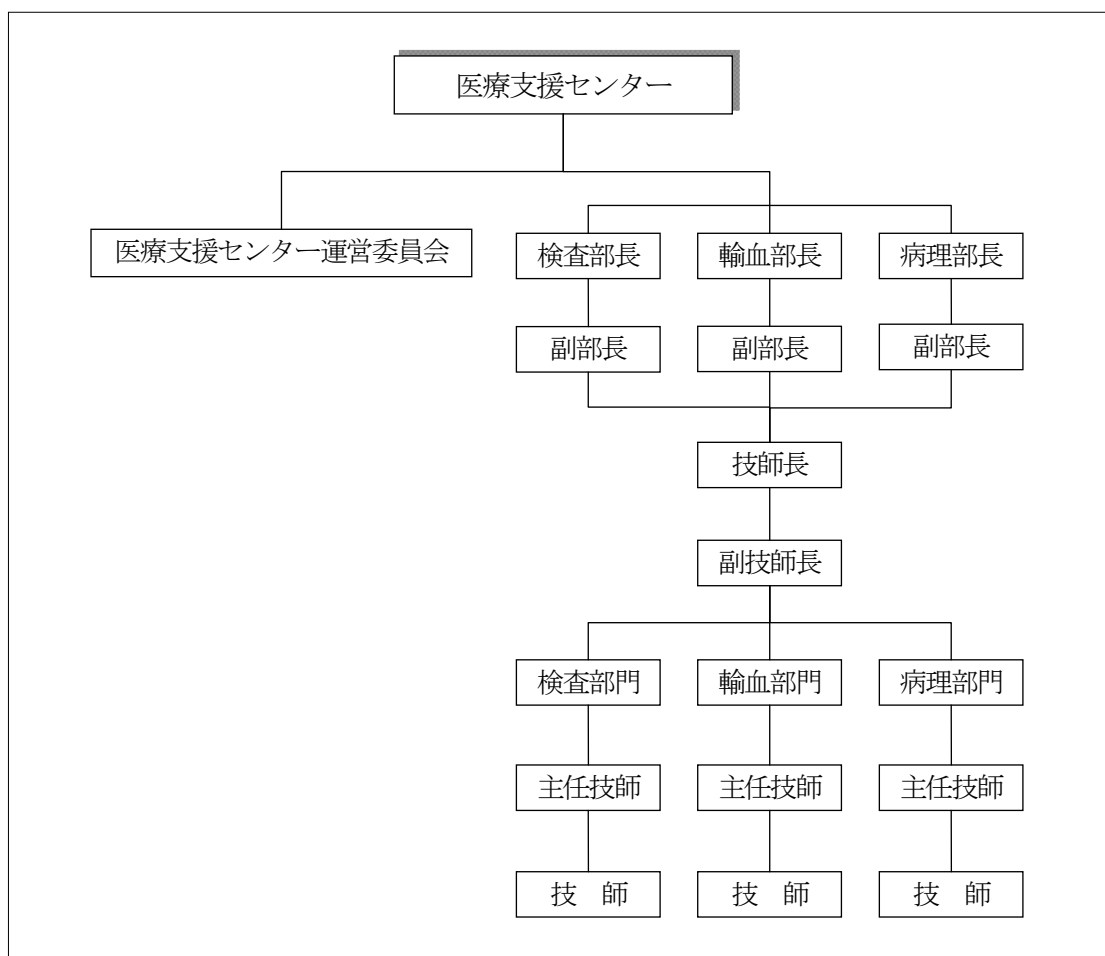 医療支援センター
医療支援センター運営委員会
検査部長
輸血部長
病理部長
副部長
副部長
副部長
技師長
副技師長
検査部門
輸血部門
病理部門
主任技師
主任技師
主任技師
技　師
技　師
技　師